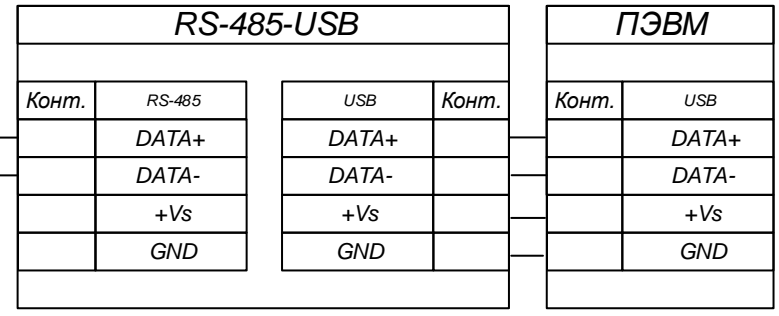 RS-485-USB ПЭВМ
Конт. RS-485 USB Конт. Конт. USB
DATA+ DATA+ DATA+
DATA- DATA- DATA-
+Vs +Vs +Vs
GND GND GND